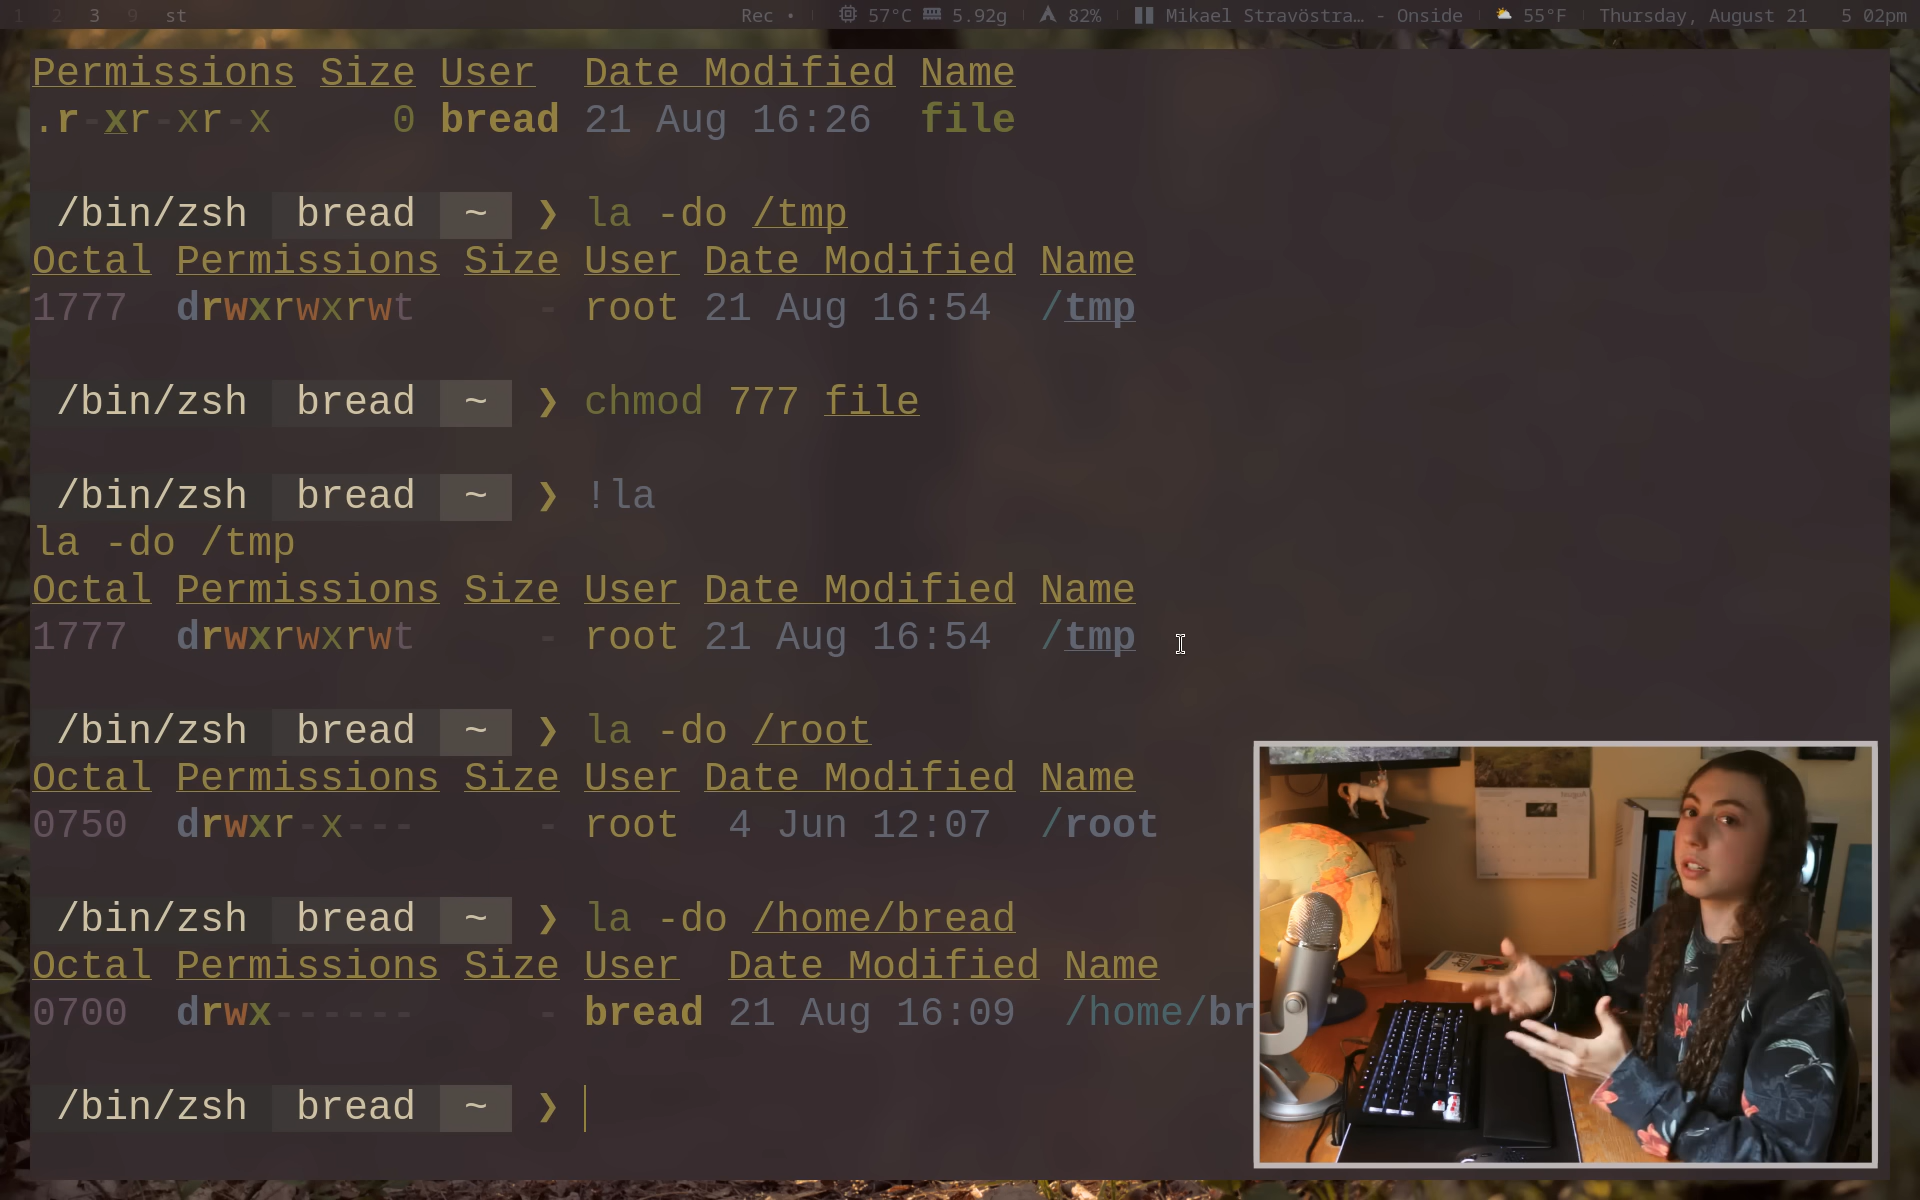 1 2 3 9 st Rec • 57°C 5.92g 82% Mikael Stravöstra… - Onside 55°F Thursday, August 21 5 02pm
Permissions Size User Date Modified Name
.r-xr-xr-x 0 bread 21 Aug 16:26 file
/bin/zsh bread ~ ❯ la -do /tmp
Octal Permissions Size User Date Modified Name
1777 drwxrwxrwt - root 21 Aug 16:54 /tmp
/bin/zsh bread ~ ❯ chmod 777 file
/bin/zsh bread ~ ❯ !la
la -do /tmp
Octal Permissions Size User Date Modified Name
1777 drwxrwxrwt - root 21 Aug 16:54 /tmp
/bin/zsh bread ~ ❯ la -do /root
Octal Permissions Size User Date Modified Name
0750 drwxr-x--- - root 4 Jun 12:07 /root
/bin/zsh bread ~ ❯ la -do /home/bread
Octal Permissions Size User Date Modified Name
0700 drwx------ - bread 21 Aug 16:09 /home/br
/bin/zsh bread ~ ❯